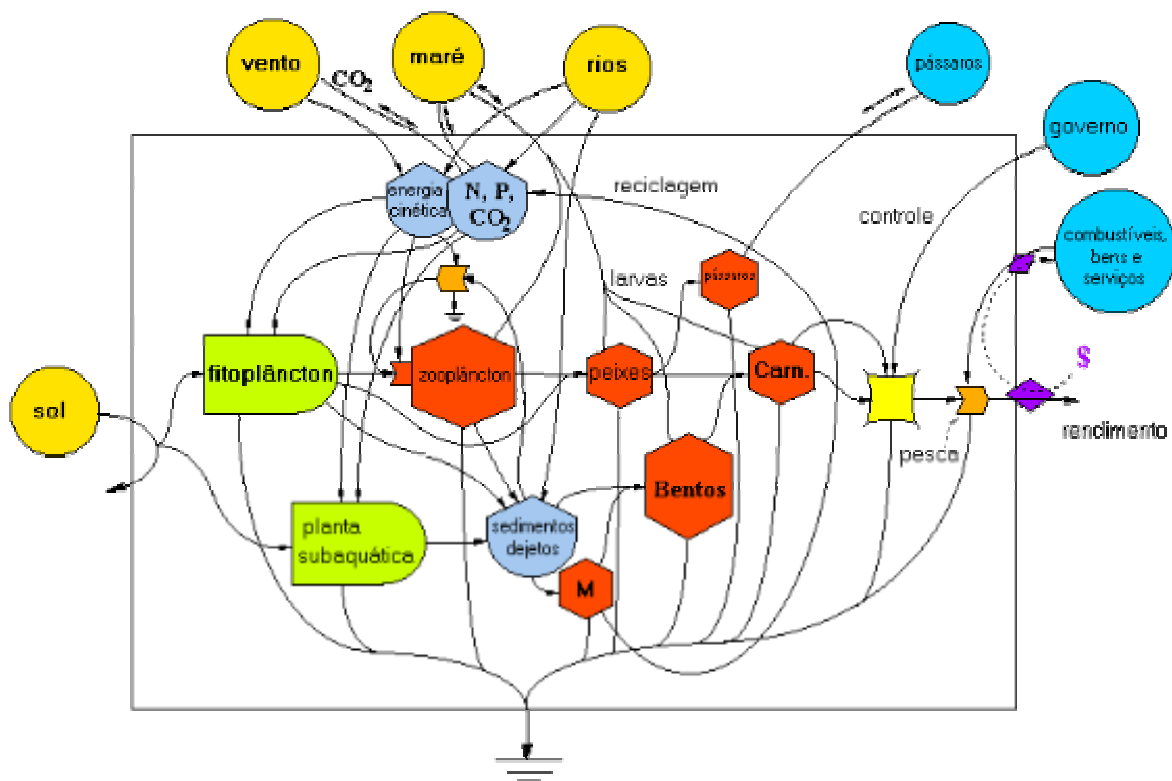 vento
maré
rios
pássaros
CO2
governo
energia
cinética
N, P,
CO2
reciclagem
controle
combustíveis,
bens e
serviços
larvas
pássaros
fitoplâncton
zooplâncton
peixes
Carn.
$
sol
rendimento
pesca
Bentos
planta
subaquática
sedimentos
dejetos
M